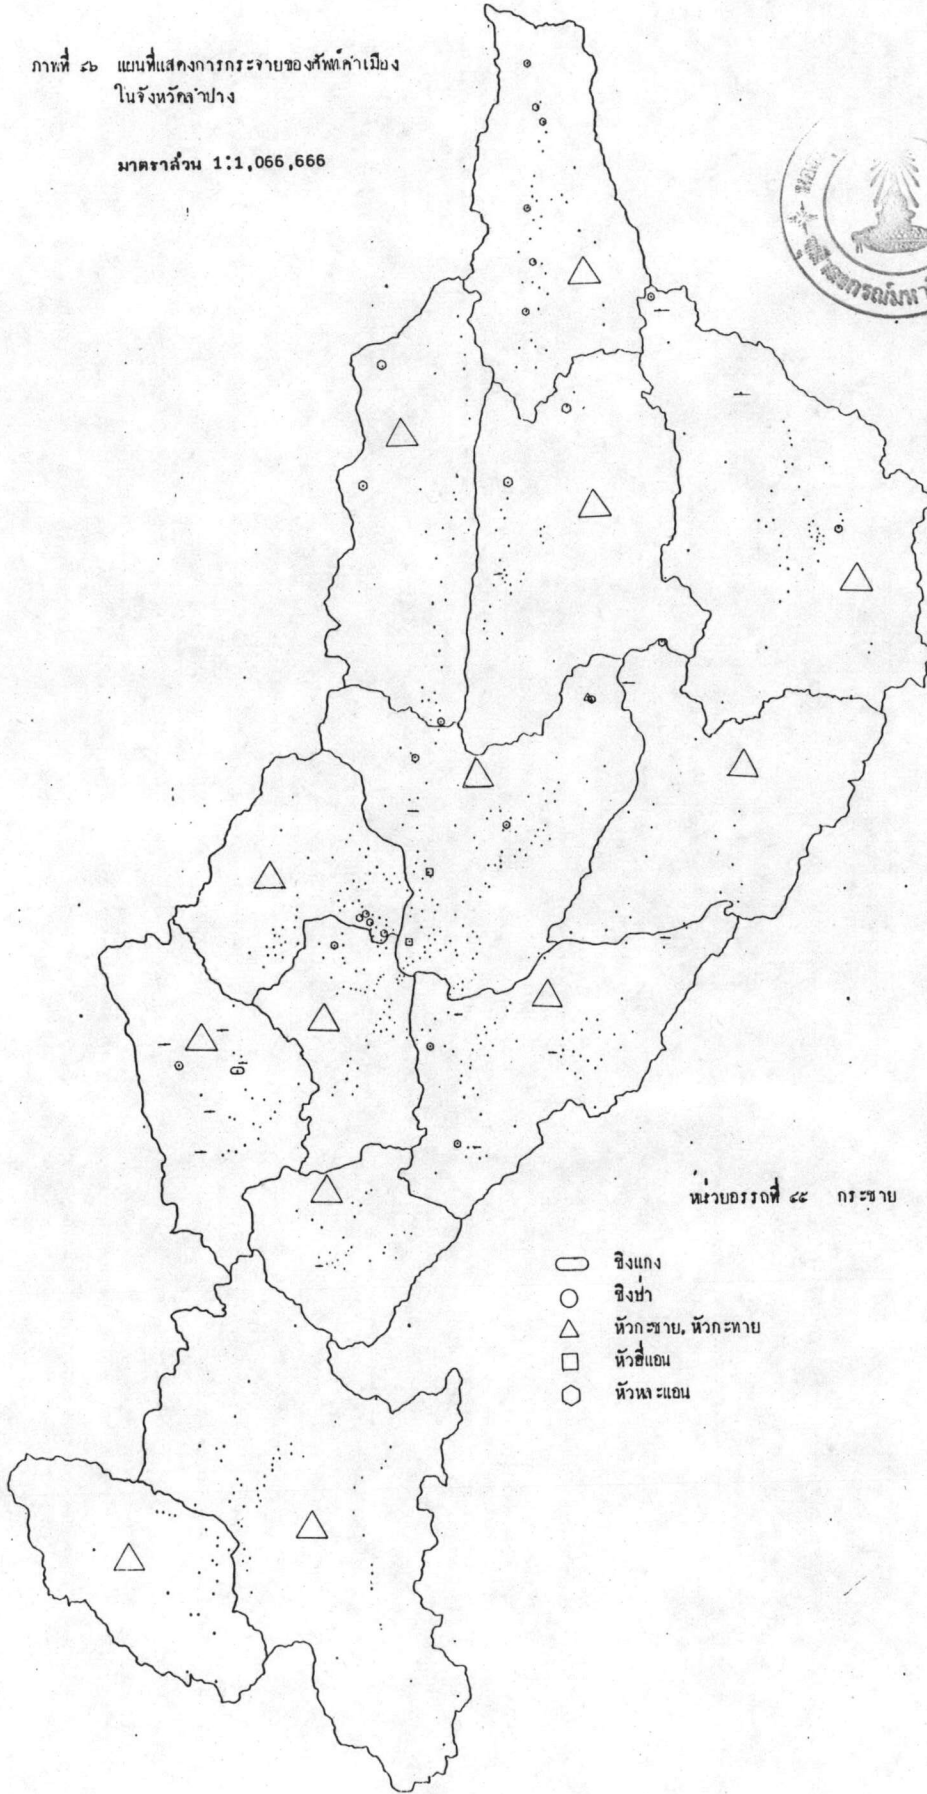 ภาพที่ ๔๖ แผนที่แสดงการกระจายของศัพท์คำเมือง
ในจังหวัดลำปาง
มาตราส่วน 1:1,066,666
หน่วยอรรถที่ ๔๕ กระชาย
ขิงแกง
ขิงป่า
หัวกะชาย, หัวกะทาย
หัวขี่แอน
หัวหละแอน